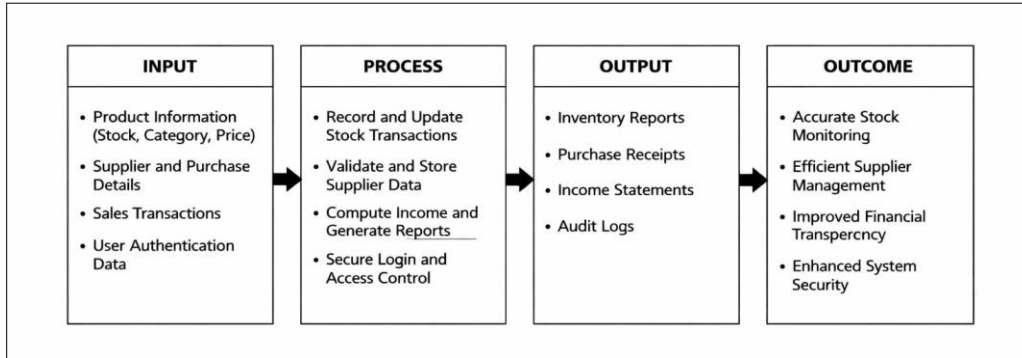 INPUT
• Product Information
(Stock, Category, Price)
• Supplier and Purchase
Details
• Sales Transactions
• User Authentication
Data
PROCESS
• Record and Update
Stock Transactions
• Validate and Store
Supplier Data
• Compute Income and
Generate Reports
• Secure Login and
Access Control
OUTPUT
• Inventory Reports
• Purchase Receipts
• Income Statements
• Audit Logs
OUTCOME
• Accurate Stock
Monitoring
• Efficient Supplier
Management
• Improved Financial
Transpercncy
• Enhanced System
Security